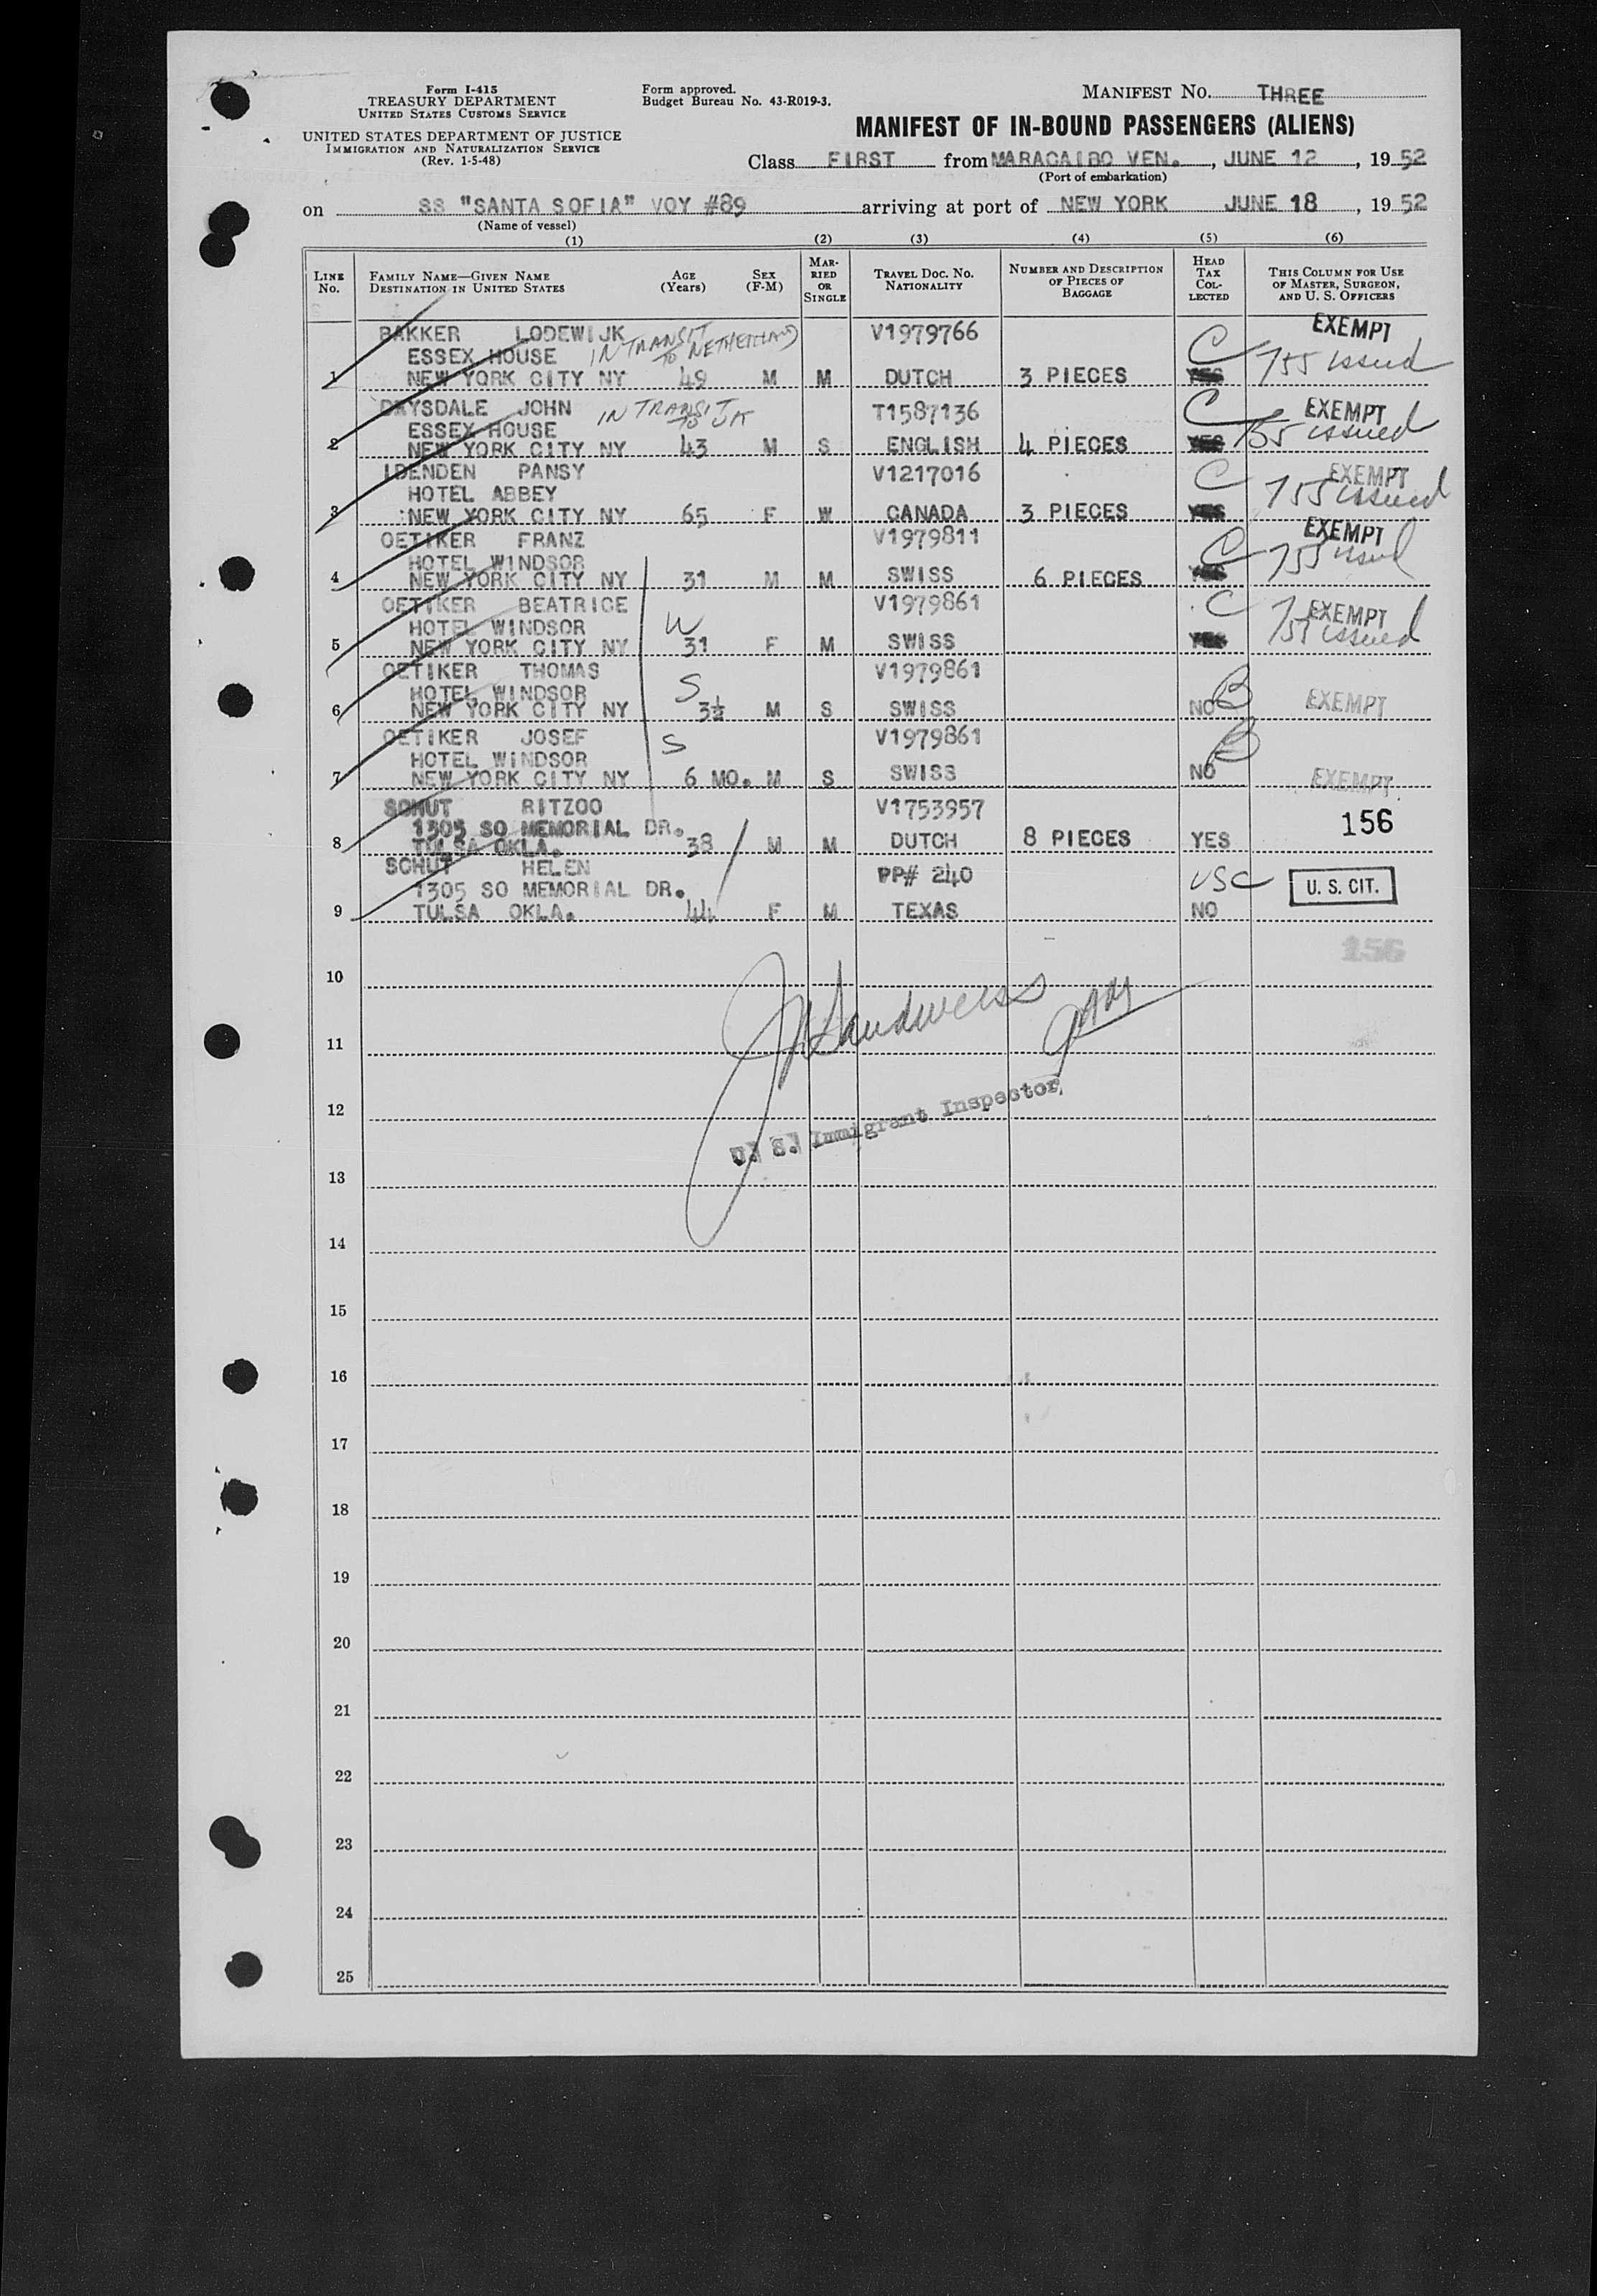 Form I-415
TREASURY DEPARTMENT
UNITED STATES CUSTOMS SERVICE
UNITED STATES DEPARTMENT OF JUSTICE
IMMIGRATION AND NATURALIZATION SERVICE
(Rev. 1-5-48)
Form approved.
Budget Bureau No. 43-R019-3.
MANIFEST NO. THREE
MANIFEST OF IN-BOUND PASSENGERS (ALIENS)
Class FIRST from MARACAIBO VEN., JUNE 12, 1952
(Port of embarkation)
on SS "SANTA SOFIA" VOY #89 arriving at port of NEW YORK JUNE 18, 1952
(Name of vessel)
(1) (2) (3) (4) (5) (6)
LINE NO. FAMILY NAME—GIVEN NAME DESTINATION IN UNITED STATES AGE (Years) SEX (F-M) MARRIED OR SINGLE TRAVEL DOC. NO. NATIONALITY NUMBER AND DESCRIPTION OF PIECES OF BAGGAGE HEAD TAX COLLECTED THIS COLUMN FOR USE OF MASTER, SURGEON, AND U. S. OFFICERS
BAKKER LODEWIJK IN TRANSIT V1979766 C EXEMPT
ESSEX HOUSE TO NETHERLAND 755 issued
1 NEW YORK CITY NY 49 M M DUTCH 3 PIECES YES
DRYSDALE JOHN IN TRANSIT T1587136 C EXEMPT
ESSEX HOUSE TO UK 755 issued
2 NEW YORK CITY NY 43 M S ENGLISH 4 PIECES YES
IDENDEN PANSY V1217016 C EXEMPT
HOTEL ABBEY 755 issued
3 NEW YORK CITY NY 65 F W CANADA 3 PIECES YES
OETIKER FRANZ V1979811 C EXEMPT
HOTEL WINDSOR 755 issued
4 NEW YORK CITY NY 31 M M SWISS 6 PIECES YES
OETIKER BEATRICE V1979861 C EXEMPT
HOTEL WINDSOR W 755 issued
5 NEW YORK CITY NY 31 F M SWISS YES
OETIKER THOMAS V1979861
HOTEL WINDSOR S B EXEMPT
6 NEW YORK CITY NY 3½ M S SWISS NO
OETIKER JOSEF S V1979861 B
HOTEL WINDSOR
7 NEW YORK CITY NY 6 MO. M S SWISS NO EXEMPT
SCHUT RITZOO V1753957
1305 SO MEMORIAL DR. 156
8 TULSA OKLA. 38 M M DUTCH 8 PIECES YES
SCHUT HELEN PP# 240 USC
1305 SO MEMORIAL DR. U. S. CIT.
9 TULSA OKLA. 44 F M TEXAS NO
156
10
11
12
U. S. Immigrant Inspector
13
14
15
16
17
18
19
20
21
22
23
24
25